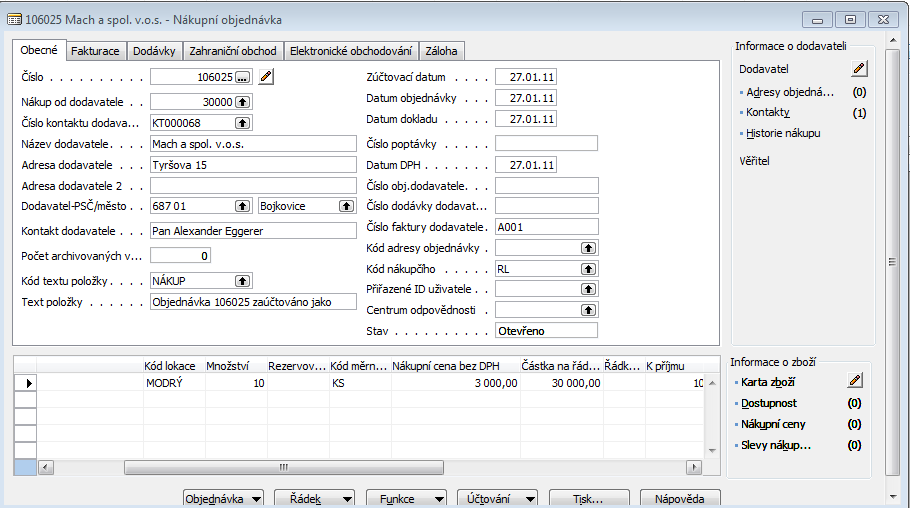 106025 Mach a spol. v.o.s. - Nákupní objednávka
Obecné Fakturace Dodávky Zahraniční obchod Elektronické obchodování Záloha
Číslo . . . . . . . . . . 106025
Nákup od dodavatele . . 30000
Číslo kontaktu dodava... KT000068
Název dodavatele. . . . Mach a spol. v.o.s.
Adresa dodavatele . . . Tyršova 15
Adresa dodavatele 2 . .
Dodavatel-PSČ/město . . 687 01 Bojkovice
Kontakt dodavatele . . . Pan Alexander Eggerer
Počet archivovaných v... 0
Kód textu položky. . . . NÁKUP
Text položky . . . . . . Objednávka 106025 zaúčtováno jako
Zúčtovací datum . . . . 27.01.11
Datum objednávky . . . 27.01.11
Datum dokladu . . . . 27.01.11
Číslo poptávky . . . .
Datum DPH . . . . . . 27.01.11
Číslo obj.dodavatele. . .
Číslo dodávky dodavat...
Číslo faktury dodavatele. A001
Kód adresy objednávky .
Kód nákupčího . . . . . RL
Přiřazené ID uživatele . .
Centrum odpovědnosti .
Stav . . . . . . . . . . Otevřeno
Informace o dodavateli
Dodavatel
Adresy objedná... (0)
Kontakty (1)
Historie nákupu
Věřitel
Kód lokace Množství Rezervov... Kód měrn... Nákupní cena bez DPH Částka na řád... Řádk... K příjmu
MODRÝ 10 KS 3 000,00 30 000,00 10
Informace o zboží
Karta zboží
Dostupnost (0)
Nákupní ceny (0)
Slevy nákup... (0)
Objednávka Řádek Funkce Účtování Tisk... Nápověda